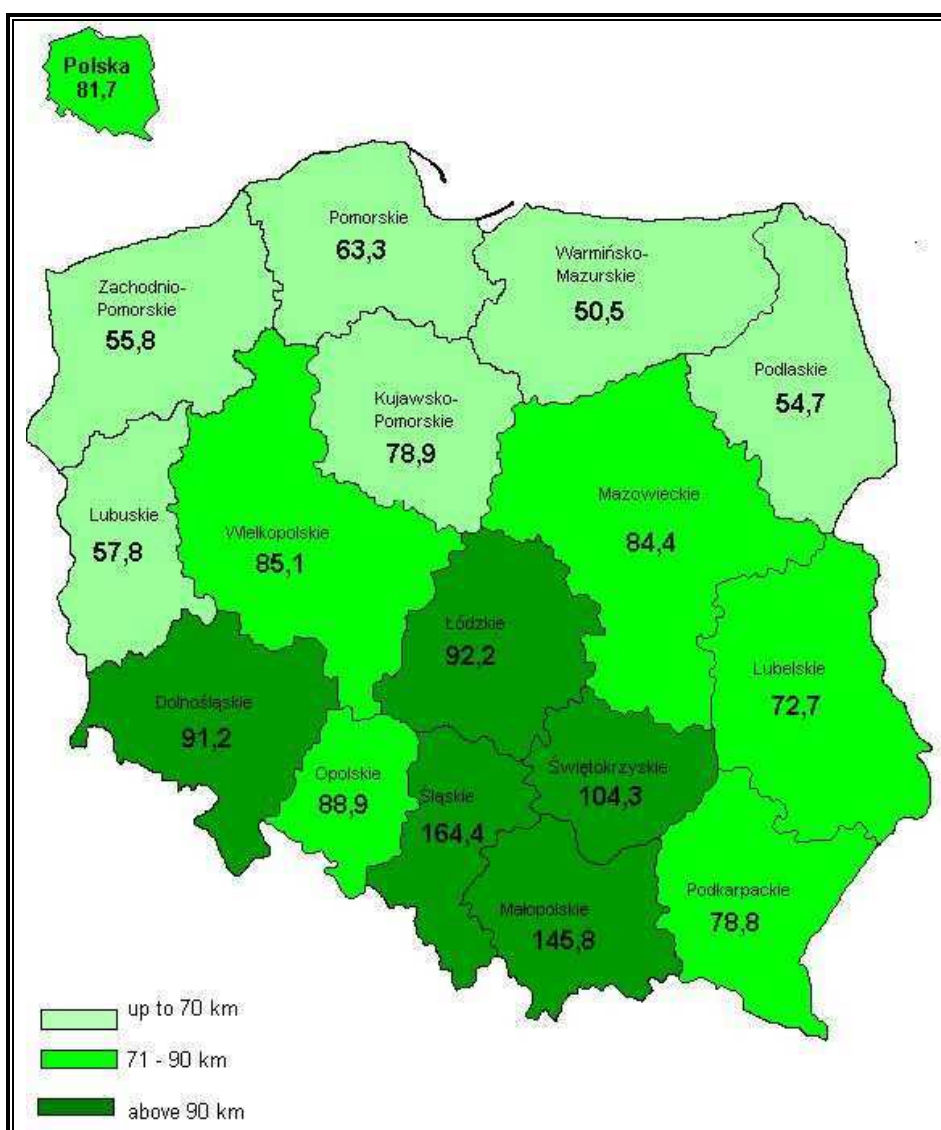 Polska
81,7
Pomorskie
63,3
Warmińsko-
Mazurskie
50,5
Zachodnio-
Pomorskie
55,8
Podlaskie
54,7
Kujawsko-
Pomorskie
78,9
Lubuskie
57,8
Wielkopolskie
85,1
Mazowieckie
84,4
Łódzkie
92,2
Lubelskie
72,7
Dolnośląskie
91,2
Opolskie
88,9
Śląskie
164,4
Świętokrzyskie
104,3
Podkarpackie
78,8
Małopolskie
145,8
up to 70 km
71 - 90 km
above 90 km